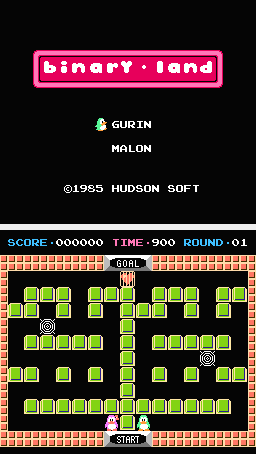 binary · land
GURIN
MALON
©1985 HUDSON SOFT
SCORE·000000 TIME·900 ROUND·01
GOAL
START